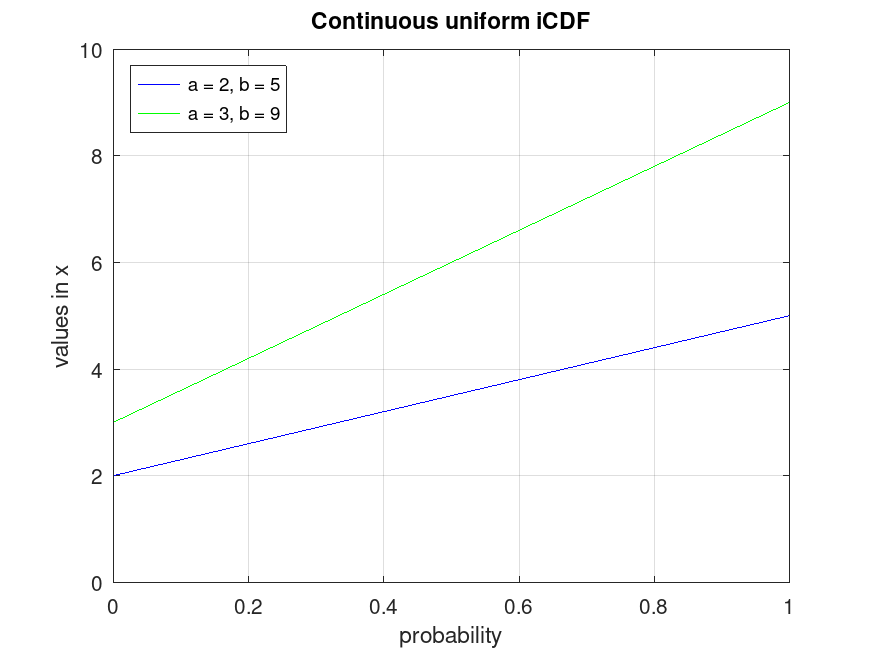 Continuous uniform iCDF
a = 2, b = 5
a = 3, b = 9
values in x
10
8
6
4
2
0
0 0.2 0.4 0.6 0.8 1
probability